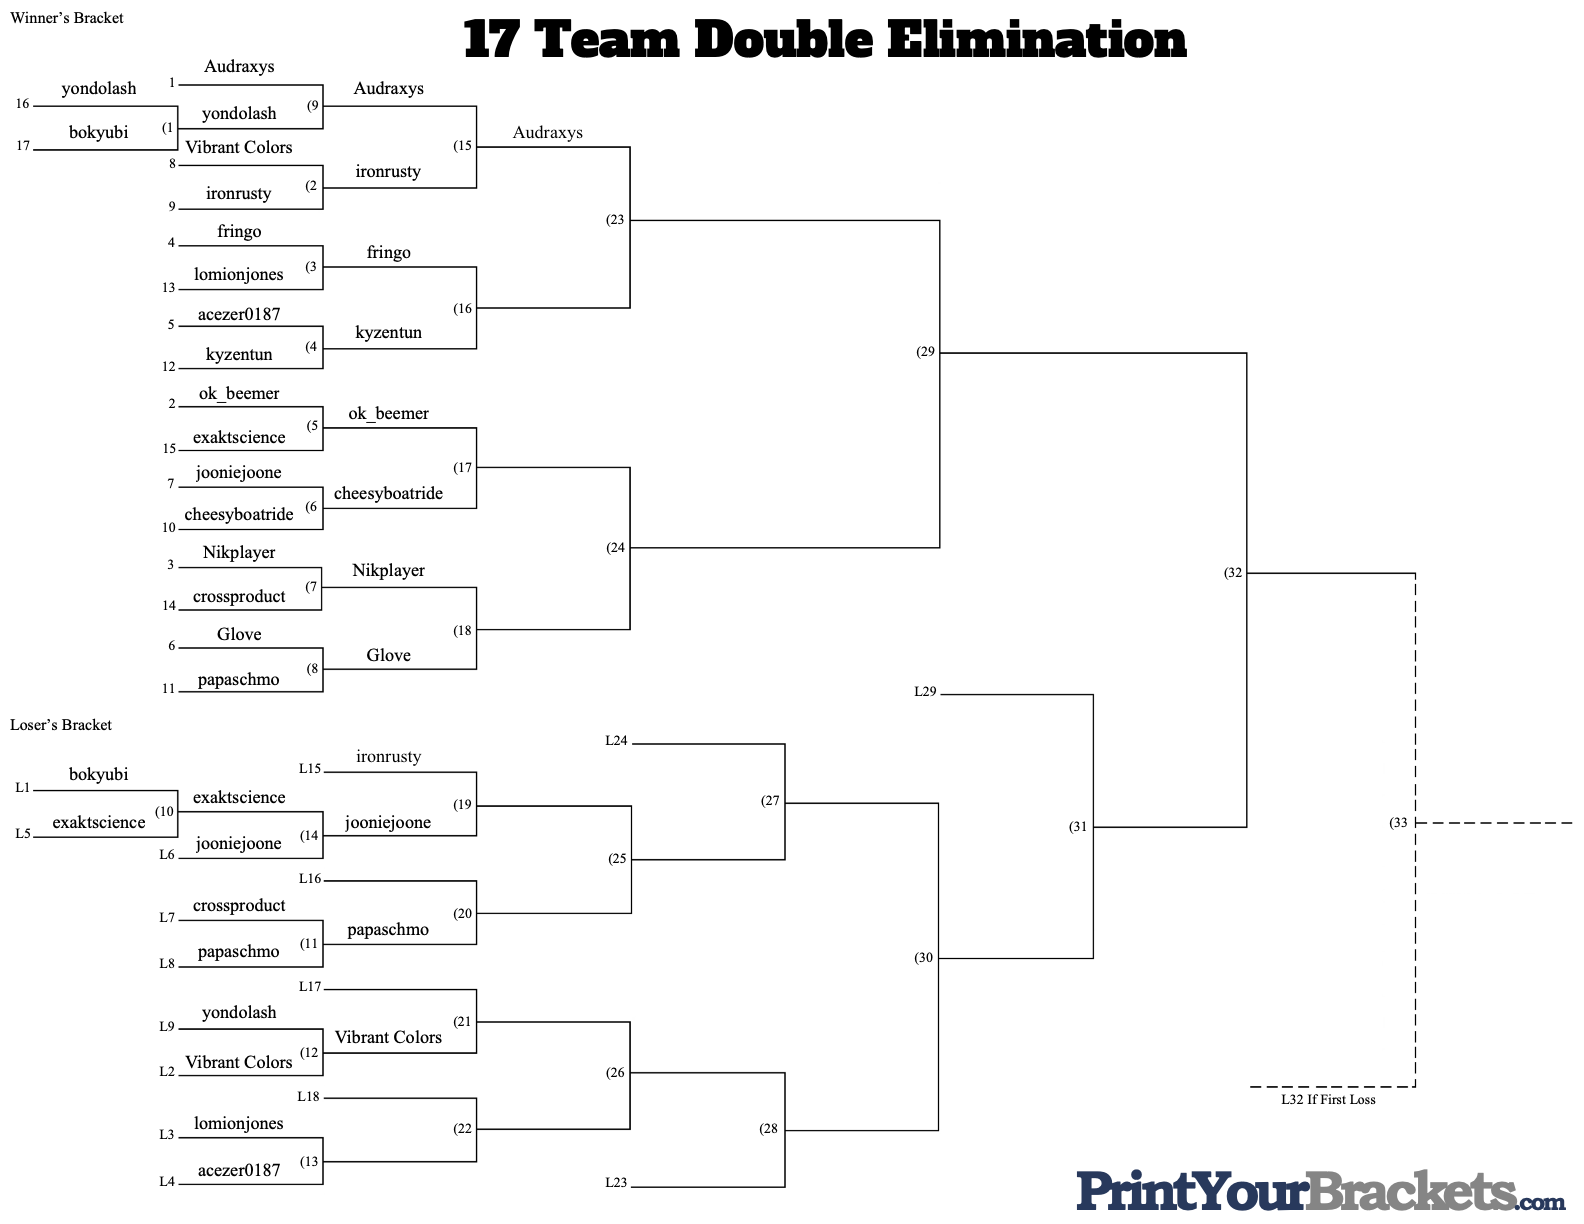 Winner's Bracket
17 Team Double Elimination
Audraxys
1
yondolash
Audraxys
16
(9
yondolash
bokyubi
(1
Audraxys
17
Vibrant Colors
(15
8
ironrusty
(2
ironrusty
9
(23
fringo
4
fringo
lomionjones
(3
13
acezer0187
(16
5
kyzentun
kyzentun
(4
12
(29
ok_beemer
2
ok_beemer
exaktscience
(5
15
jooniejoone
(17
7
cheesyboatride
cheesyboatride
(6
10
(24
Nikplayer
3
Nikplayer
crossproduct
(7
14
(32
Glove
(18
6
Glove
papaschmo
(8
11
L29
Loser's Bracket
L24
ironrusty
L15
bokyubi
L1
exaktscience
(27
exaktscience
(10
jooniejoone
(19
L5
jooniejoone
(14
(31
(33
L6
(25
L16
crossproduct
L7
papaschmo
(20
papaschmo
(11
L8
(30
L17
yondolash
L9
Vibrant Colors
(21
Vibrant Colors
(12
L2
(26
L18
L32 If First Loss
lomionjones
L3
(22
(28
acezer0187
(13
L4
L23
PrintYourBrackets.com